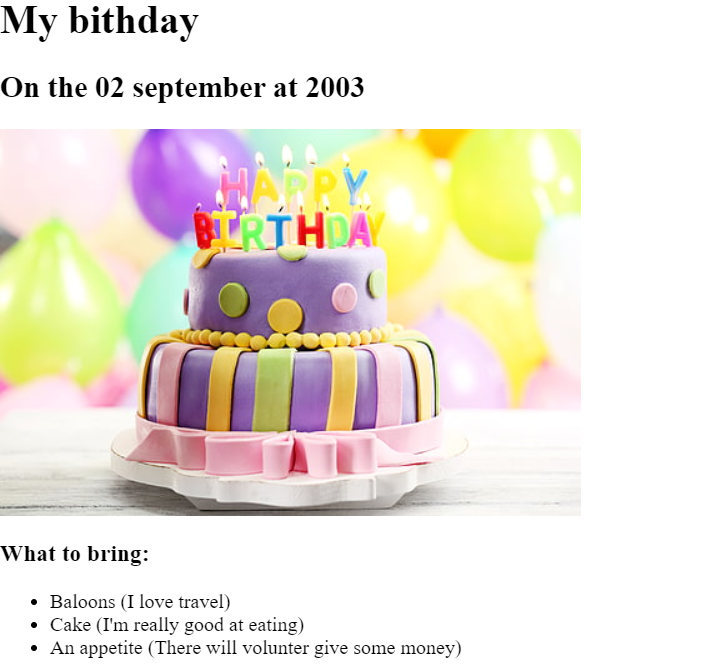 My bithday
On the 02 september at 2003
HAPPY
BIRTHDAY
What to bring:
Baloons (I love travel)
Cake (I'm really good at eating)
An appetite (There will volunter give some money)